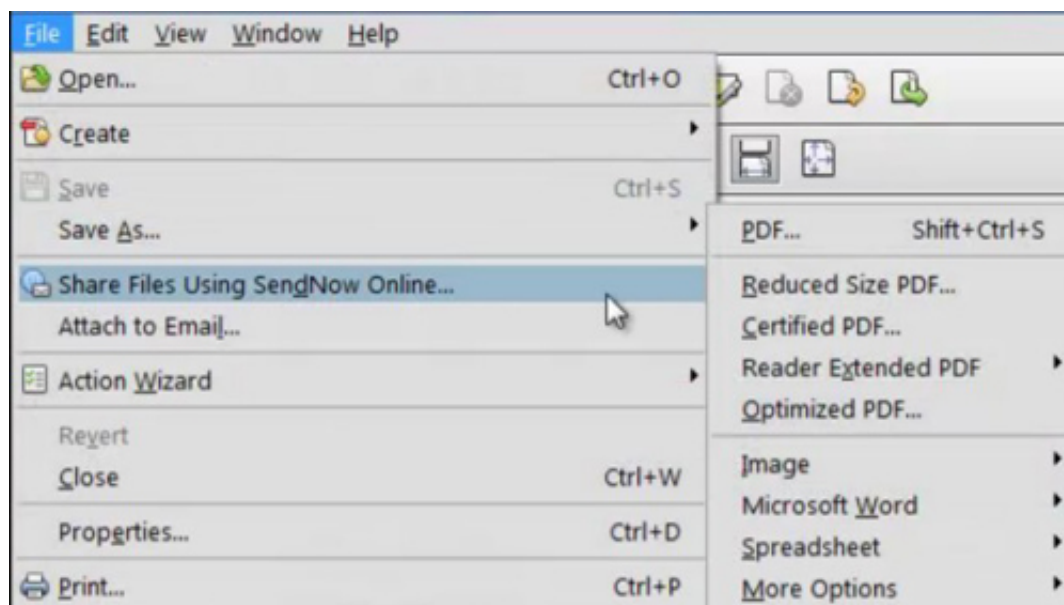 File Edit View Window Help
Open... Ctrl+O
Create
Save Ctrl+S
Save As...
Share Files Using SendNow Online...
Attach to Email...
Action Wizard
Revert
Close Ctrl+W
Properties... Ctrl+D
Print... Ctrl+P
PDF... Shift+Ctrl+S
Reduced Size PDF...
Certified PDF...
Reader Extended PDF
Optimized PDF...
Image
Microsoft Word
Spreadsheet
More Options